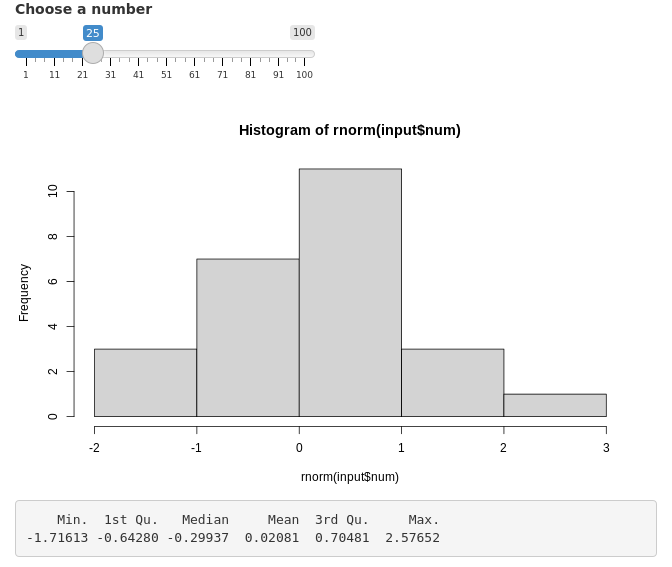 Choose a number
1 25 100
1 11 21 31 41 51 61 71 81 91 100
Histogram of rnorm(input$num)
Frequency
10
8
6
4
2
0
-2 -1 0 1 2 3
rnorm(input$num)
Min. 1st Qu. Median Mean 3rd Qu. Max.
-1.71613 -0.64280 -0.29937 0.02081 0.70481 2.57652